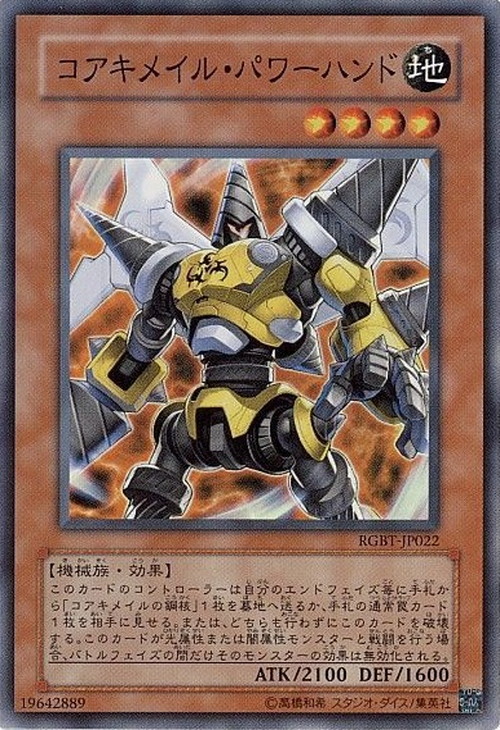 コアキメイル・パワーハンド 地
RGBT-JP022
【機械族・効果】
このカードのコントローラーは自分のエンドフェイズ毎に手札か
ら「コアキメイルの鋼核」1枚を墓地へ送るか、手札の通常罠カード
1枚を相手に見せる。または、どちらも行わずにこのカードを破壊
する。このカードが光属性または闇属性モンスターと戦闘を行う場
合、バトルフェイズの間だけそのモンスターの効果は無効化される。
ATK/2100 DEF/1600
19642889
©高橋和希 スタジオ・ダイス/集英社